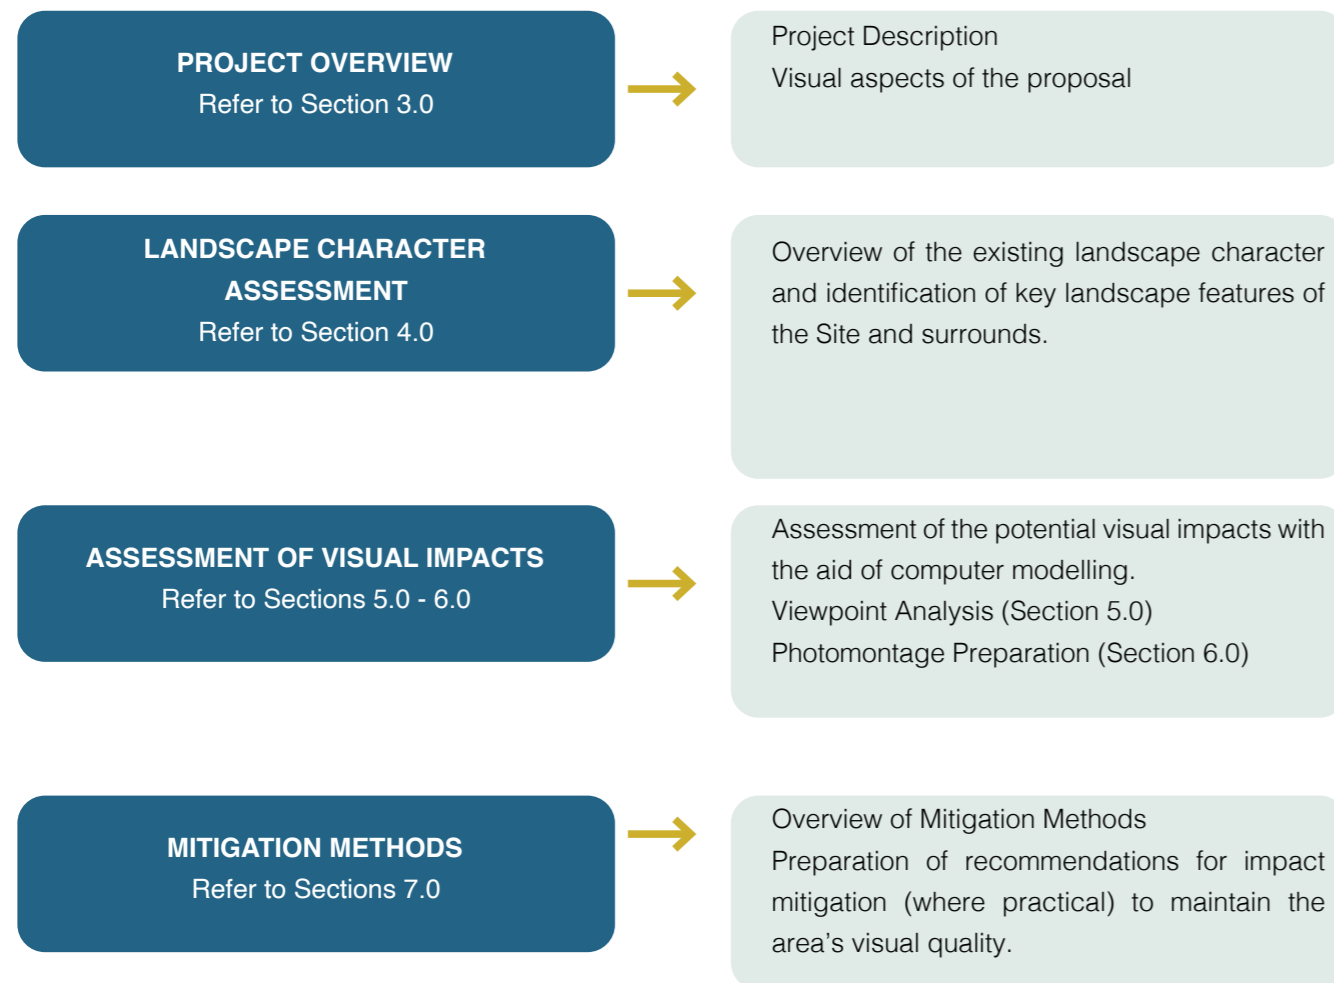 PROJECT OVERVIEW
Refer to Section 3.0
Project Description
Visual aspects of the proposal
LANDSCAPE CHARACTER
ASSESSMENT
Refer to Section 4.0
Overview of the existing landscape character
and identification of key landscape features of
the Site and surrounds.
ASSESSMENT OF VISUAL IMPACTS
Refer to Sections 5.0 - 6.0
Assessment of the potential visual impacts with
the aid of computer modelling.
Viewpoint Analysis (Section 5.0)
Photomontage Preparation (Section 6.0)
MITIGATION METHODS
Refer to Sections 7.0
Overview of Mitigation Methods
Preparation of recommendations for impact
mitigation (where practical) to maintain the
area’s visual quality.